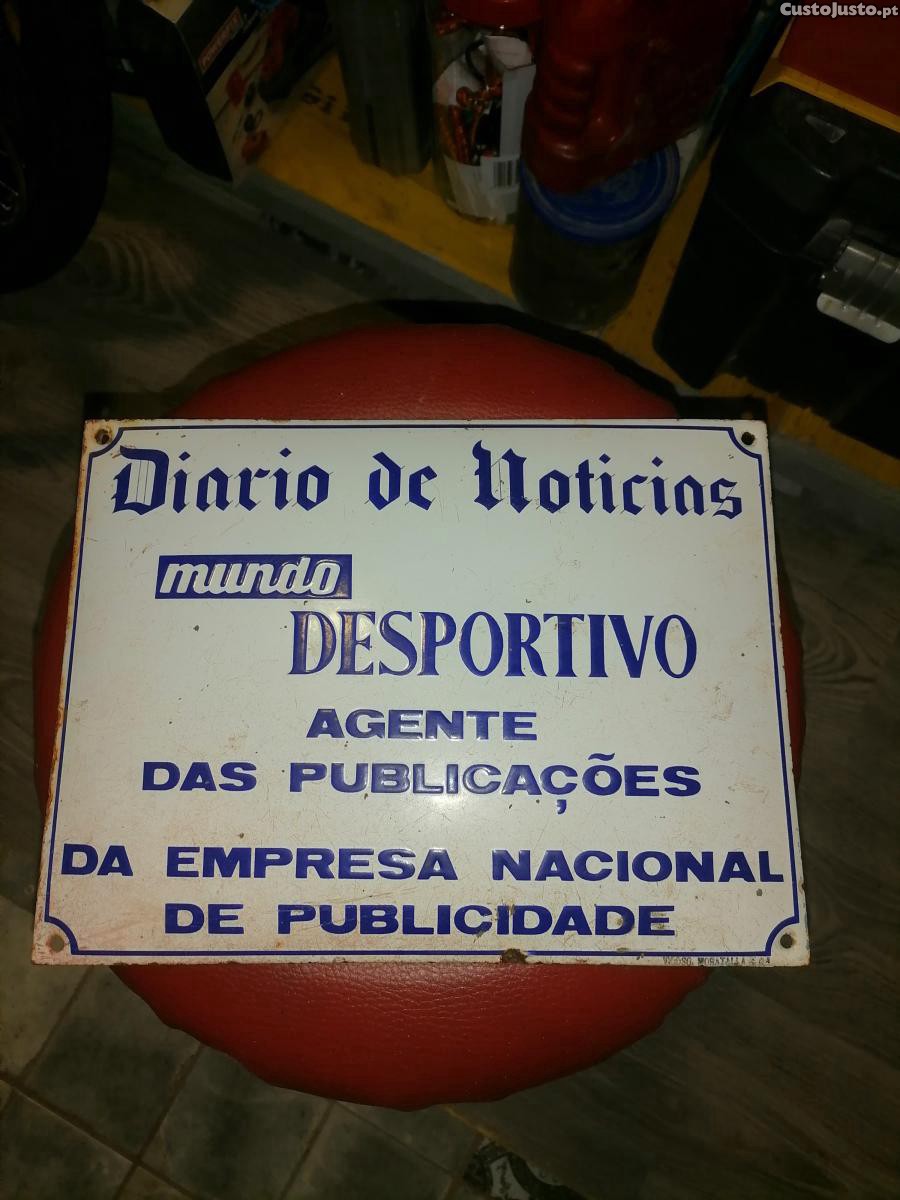 CustoJusto.pt
Diario de Noticias
mundo
DESPORTIVO
AGENTE
DAS PUBLICAÇÕES
DA EMPRESA NACIONAL
DE PUBLICIDADE